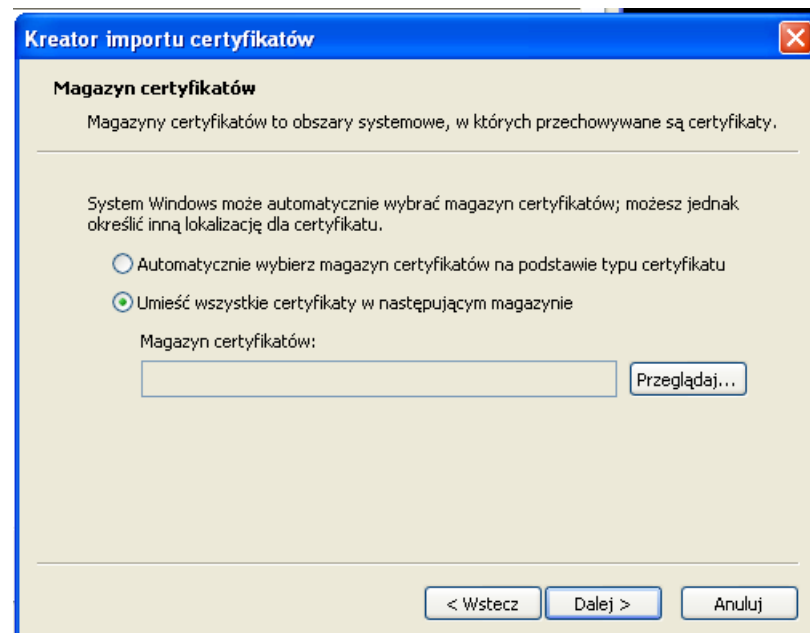 Kreator importu certyfikatów
Magazyn certyfikatów
Magazyny certyfikatów to obszary systemowe, w których przechowywane są certyfikaty.
System Windows może automatycznie wybrać magazyn certyfikatów; możesz jednak
określić inną lokalizację dla certyfikatu.
Automatycznie wybierz magazyn certyfikatów na podstawie typu certyfikatu
Umieść wszystkie certyfikaty w następującym magazynie
Magazyn certyfikatów:
Przeglądaj...
< Wstecz
Dalej >
Anuluj